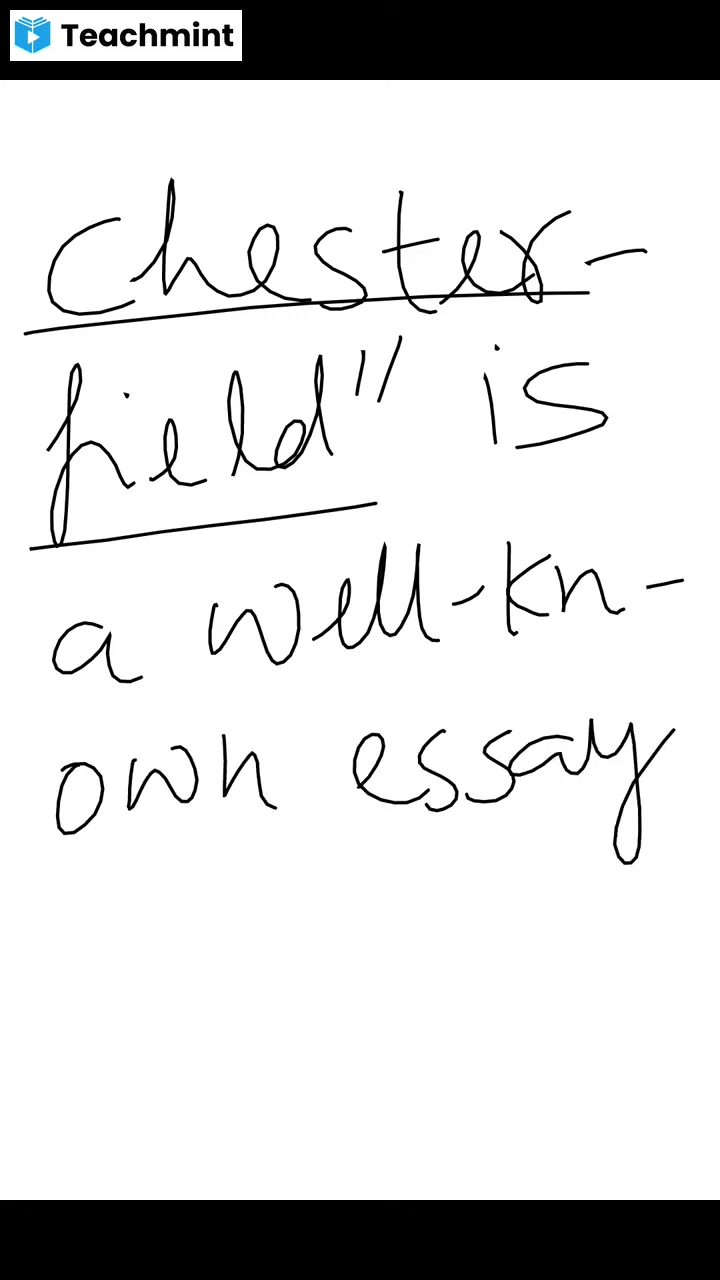 Teachmint
Chester-
field" is
a well-kn-
own essay